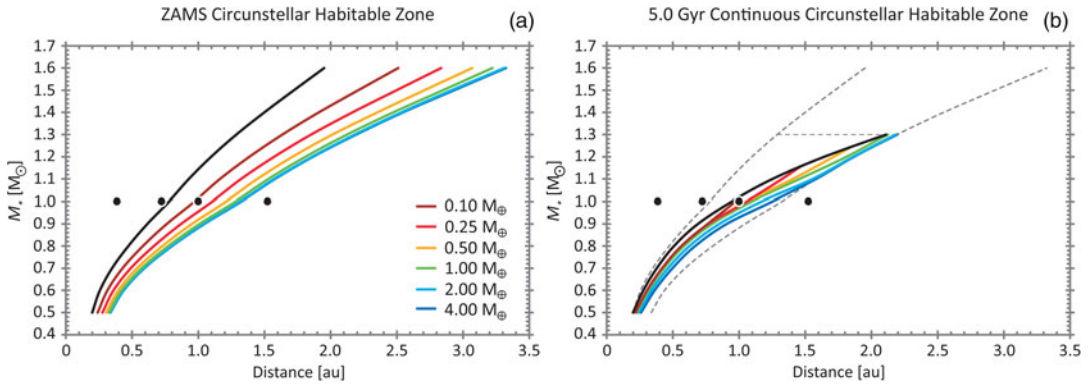 ZAMS Circunstellar Habitable Zone
(a)
1.7
1.6
1.5
1.4
1.3
1.2
1.1
1.0
0.9
0.8
0.7
0.6
0.5
0.4
M* [M⊙]
0.10 M⊕
0.25 M⊕
0.50 M⊕
1.00 M⊕
2.00 M⊕
4.00 M⊕
0 0.5 1.0 1.5 2.0 2.5 3.0 3.5
Distance [au]
5.0 Gyr Continuous Circunstellar Habitable Zone
(b)
1.7
1.6
1.5
1.4
1.3
1.2
1.1
1.0
0.9
0.8
0.7
0.6
0.5
0.4
M* [M⊙]
0 0.5 1.0 1.5 2.0 2.5 3.0 3.5
Distance [au]